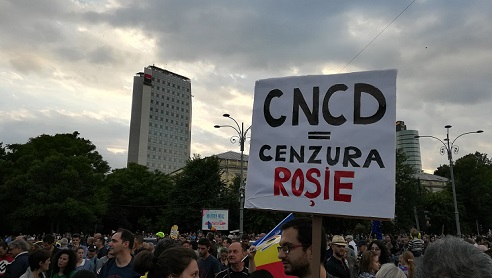 CNCD
=
CENZURA
ROȘIE